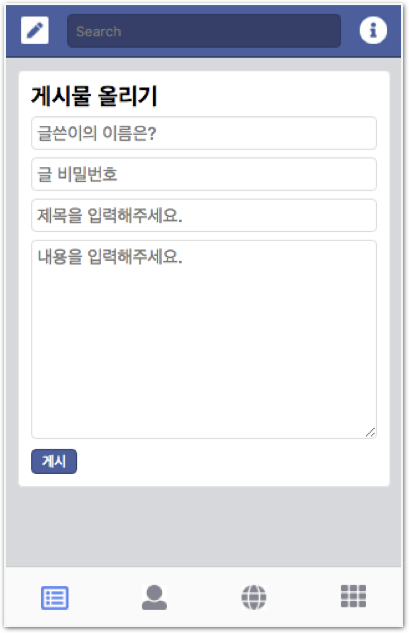 Search
게시물 올리기
글쓴이의 이름은?
글 비밀번호
제목을 입력해주세요.
내용을 입력해주세요.
게시